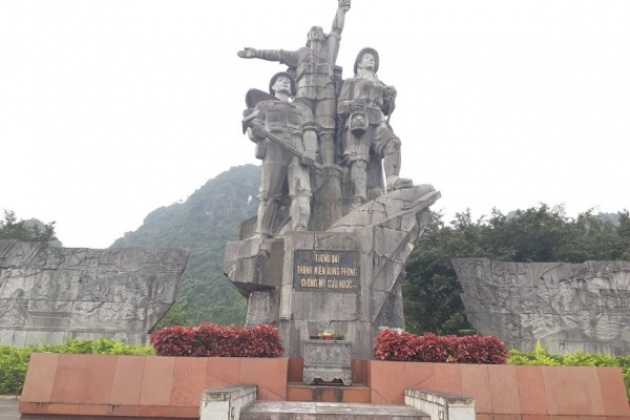 TƯỢNG ĐÀI
THANH NIÊN XUNG PHONG
CHỐNG MỸ CỨU NƯỚC